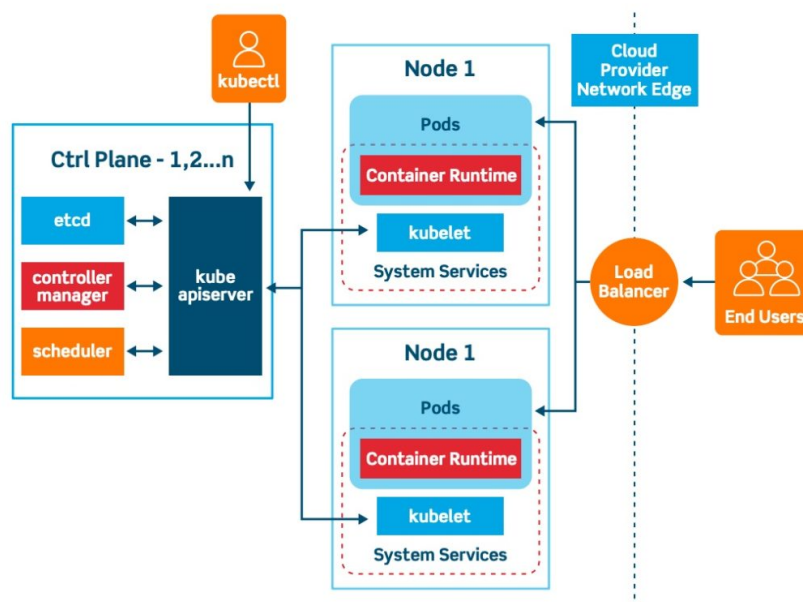 kubectl
Ctrl Plane - 1,2...n
etcd
controller
manager
scheduler
kube
apiserver
Node 1
Pods
Container Runtime
kubelet
System Services
Node 1
Pods
Container Runtime
kubelet
System Services
Cloud
Provider
Network Edge
Load
Balancer
End Users